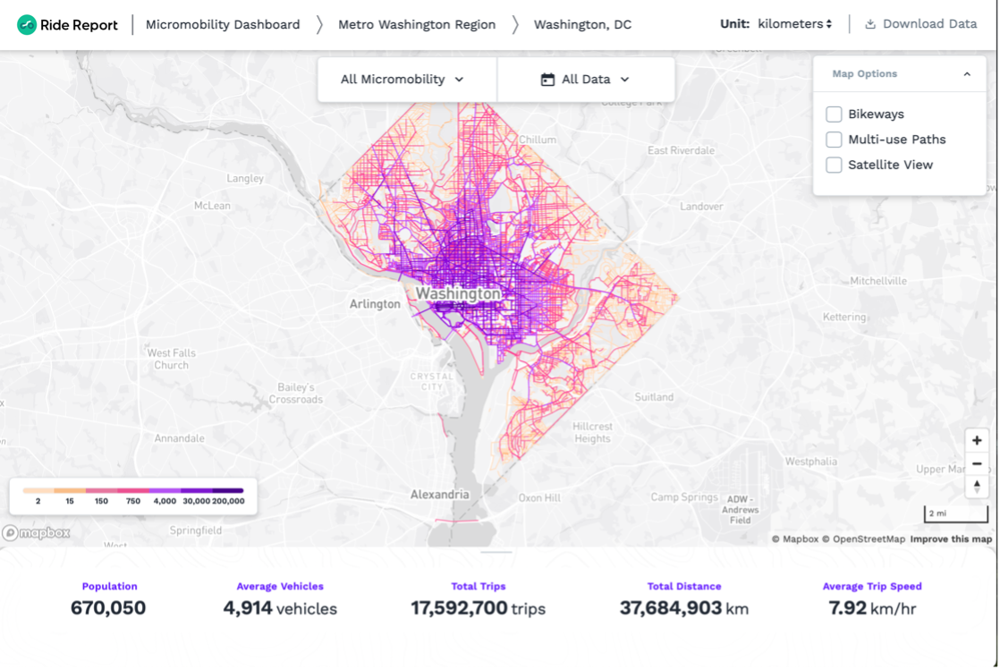 Ride Report
Micromobility Dashboard
Metro Washington Region
Washington, DC
Unit: kilometers
Download Data
All Micromobility
All Data
Map Options
Bikeways
Multi-use Paths
Satellite View
College Park
Chillum
East Riverdale
Langley
McLean
Landover
Washington
Arlington
Mitchellville
Kettering
West Falls
Church
CRYSTAL
CITY
Bailey's
Crossroads
Suitland
Hillcrest
Heights
Annandale
Westphalia
Upper Mar
Alexandria
Oxon Hill
Camp Springs
ADW -
Andrews
Field
Springfield
2 15 150 750 4,000 30,000 200,000
mapbox
2 mi
© Mapbox © OpenStreetMap Improve this map
Population
670,050
Average Vehicles
4,914 vehicles
Total Trips
17,592,700 trips
Total Distance
37,684,903 km
Average Trip Speed
7.92 km/hr